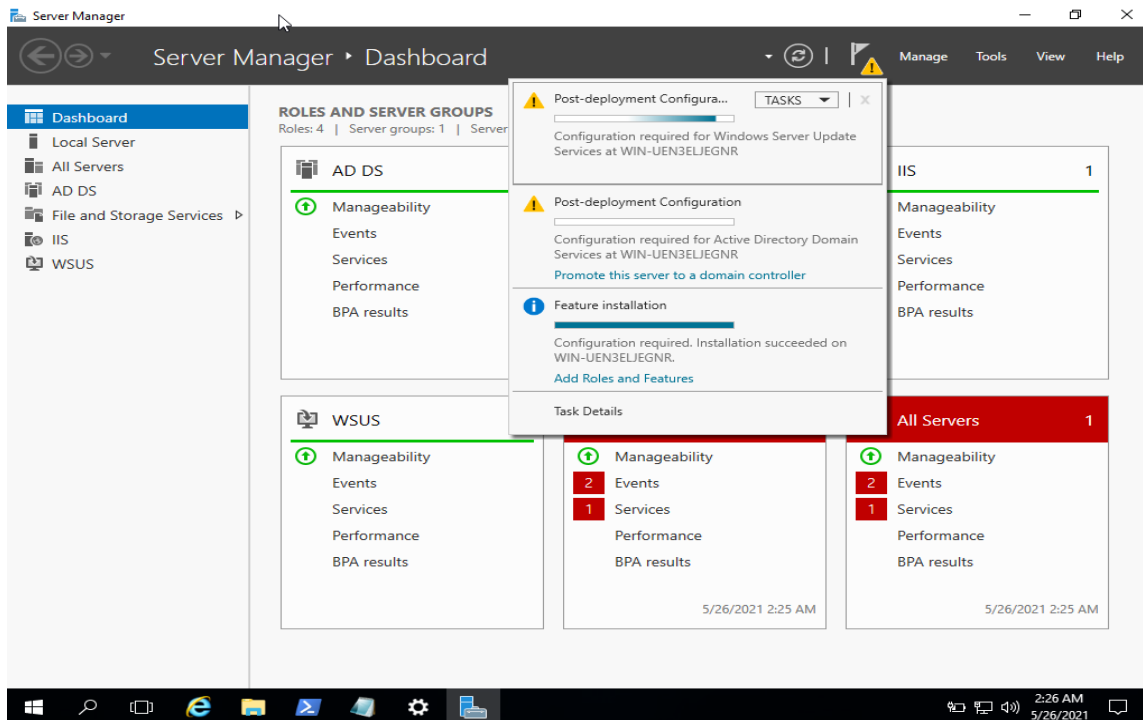 Server Manager
Server Manager ‣ Dashboard
Manage
Tools
View
Help
Dashboard
Local Server
All Servers
AD DS
File and Storage Services
IIS
WSUS
ROLES AND SERVER GROUPS
Roles: 4 | Server groups: 1 | Server
AD DS
Manageability
Events
Services
Performance
BPA results
Post-deployment Configura...
TASKS
Configuration required for Windows Server Update
Services at WIN-UEN3ELJEGNR
Post-deployment Configuration
Configuration required for Active Directory Domain
Services at WIN-UEN3ELJEGNR
Promote this server to a domain controller
Feature installation
Configuration required. Installation succeeded on
WIN-UEN3ELJEGNR.
Add Roles and Features
Task Details
IIS 1
Manageability
Events
Services
Performance
BPA results
WSUS
Manageability
Events
Services
Performance
BPA results
Manageability
2 Events
1 Services
Performance
BPA results
5/26/2021 2:25 AM
All Servers 1
Manageability
2 Events
1 Services
Performance
BPA results
5/26/2021 2:25 AM
2:26 AM
5/26/2021